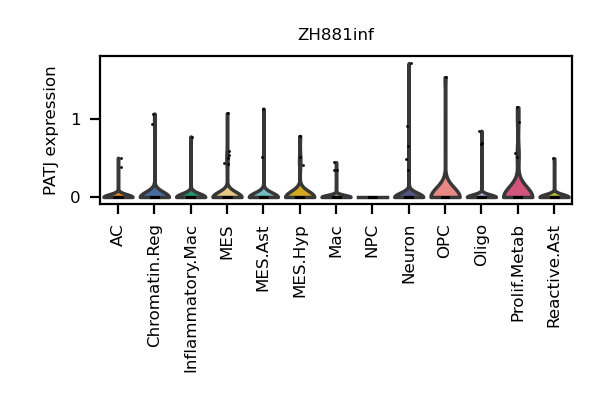 ZH881inf
PATJ expression
1
0
AC
Chromatin.Reg
Inflammatory.Mac
MES
MES.Ast
MES.Hyp
Mac
NPC
Neuron
OPC
Oligo
Prolif.Metab
Reactive.Ast